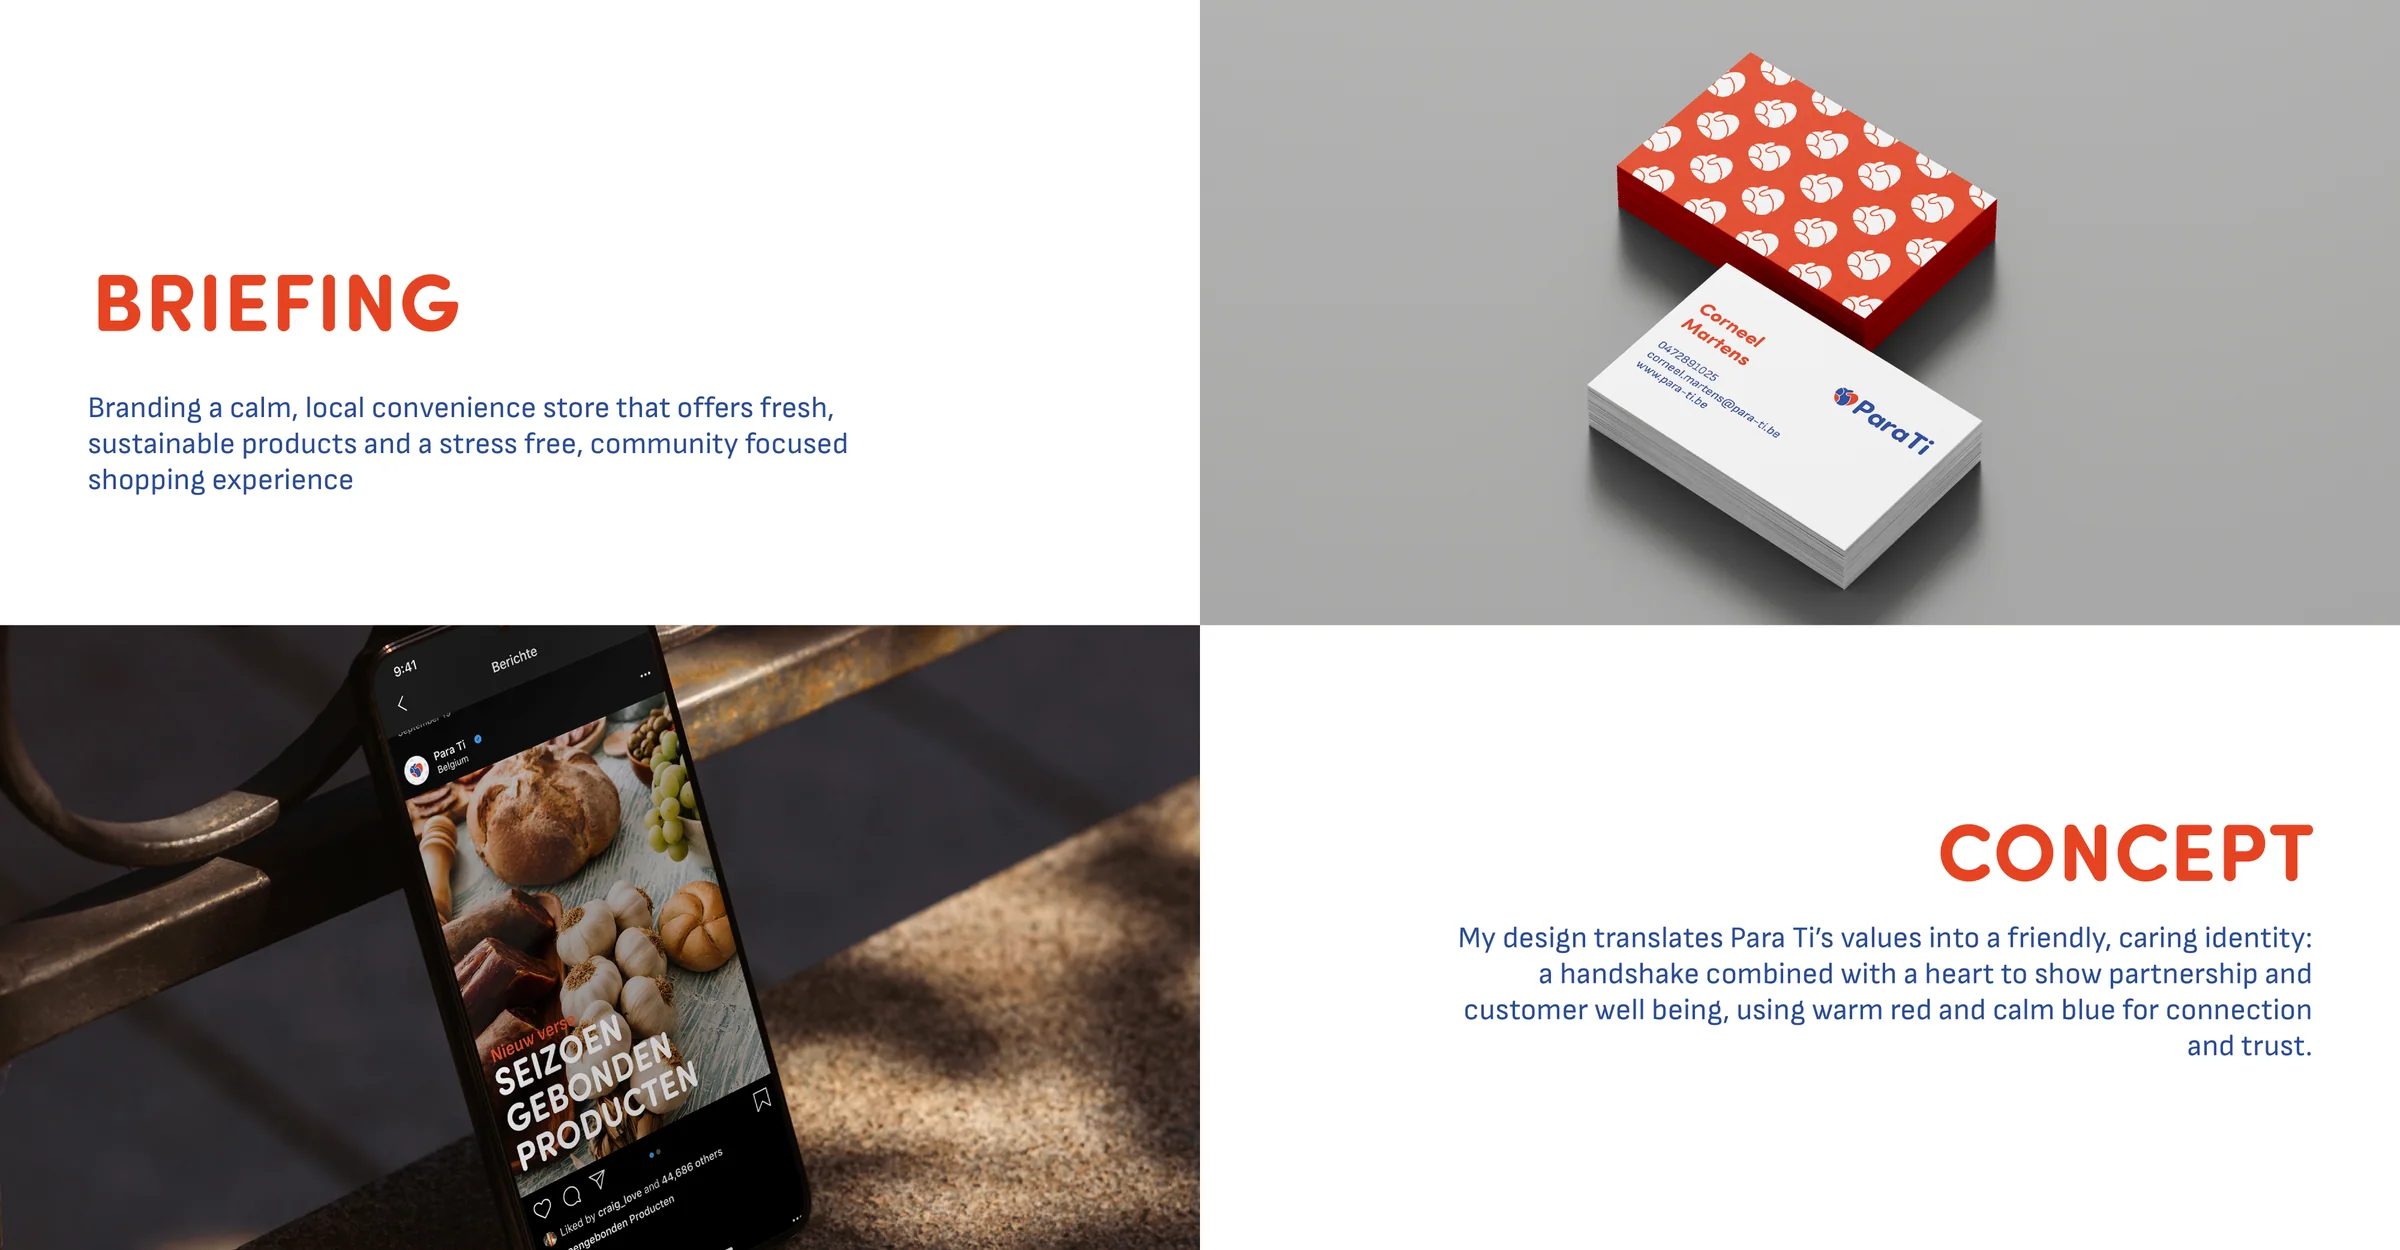 BRIEFING
Branding a calm, local convenience store that offers fresh,
sustainable products and a stress free, community focused
shopping experience
Corneel
Martens
0472891025
corneel.martens@para-ti.be
www.para-ti.be
ParaTi
9:41
Berichte
Para Ti
Belgium
Nieuw verse
SEIZOEN
GEBONDEN
PRODUCTEN
Liked by craig_love and 44,686 others
Producten
CONCEPT
My design translates Para Ti’s values into a friendly, caring identity:
a handshake combined with a heart to show partnership and
customer well being, using warm red and calm blue for connection
and trust.